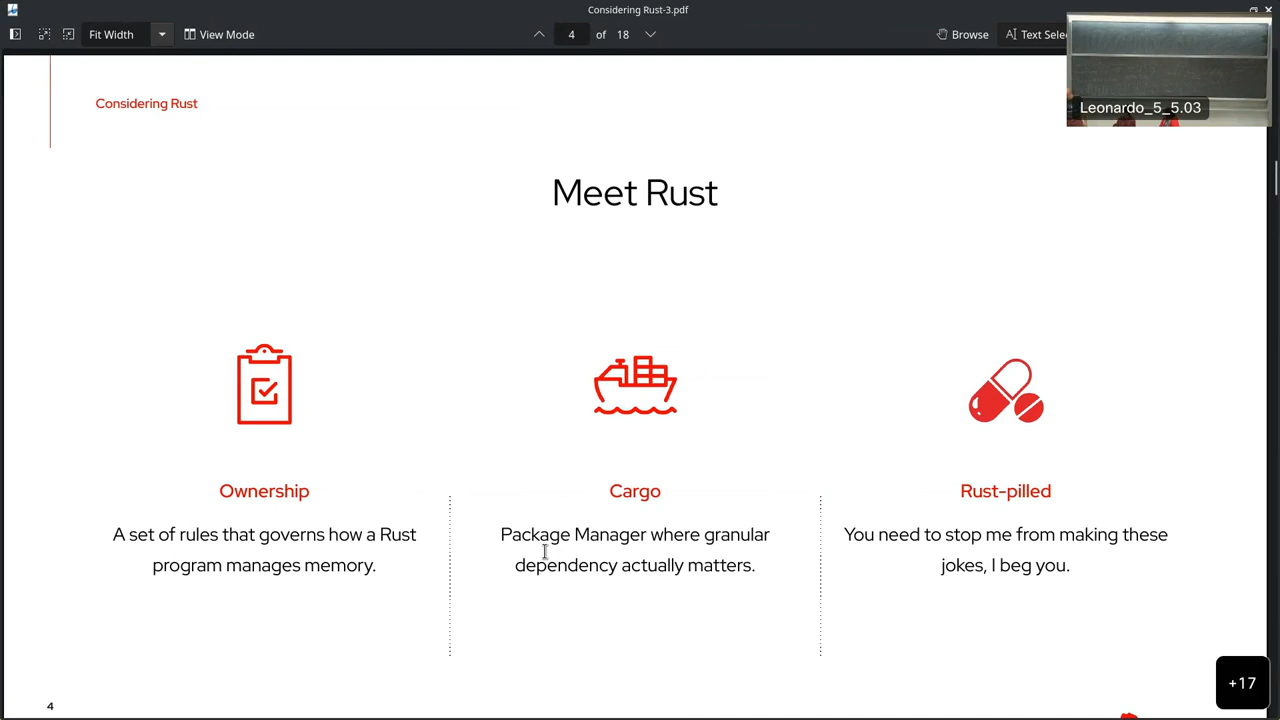 Considering Rust-3.pdf
Fit Width
View Mode
4 of 18
Browse
Text Selec
Leonardo_5_5.03
Considering Rust
Meet Rust
Ownership
A set of rules that governs how a Rust
program manages memory.
Cargo
Package Manager where granular
dependency actually matters.
Rust-pilled
You need to stop me from making these
jokes, I beg you.
4
+17